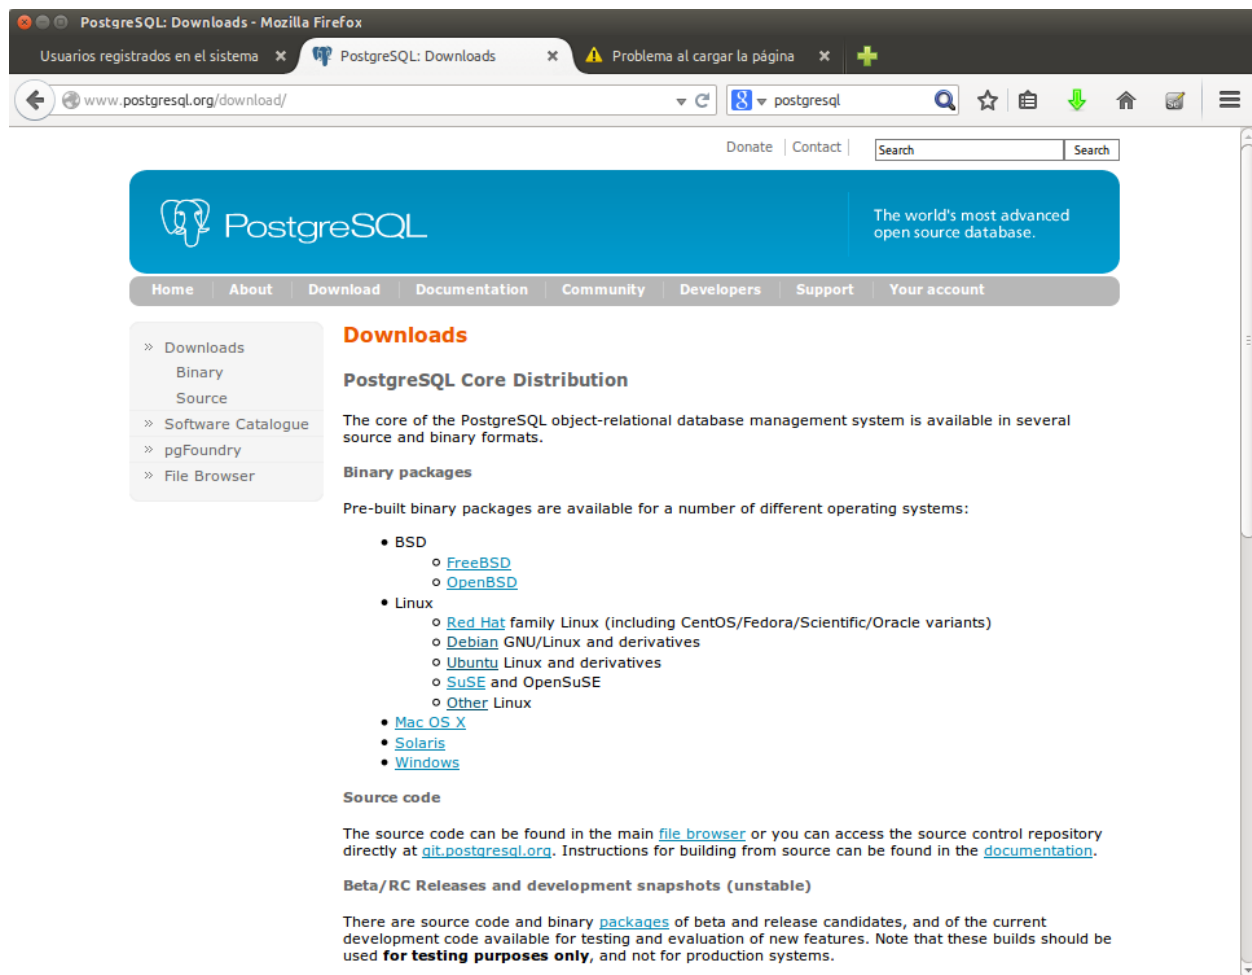 PostgreSQL: Downloads - Mozilla Firefox
Usuarios registrados en el sistema
PostgreSQL: Downloads
Problema al cargar la página
www.postgresql.org/download/
8
postgresql
Donate | Contact |
Search
Search
PostgreSQL
The world's most advanced
open source database.
Home | About | Download | Documentation | Community | Developers | Support | Your account
» Downloads
Binary
Source
» Software Catalogue
» pgFoundry
» File Browser
Downloads
PostgreSQL Core Distribution
The core of the PostgreSQL object-relational database management system is available in several
source and binary formats.
Binary packages
Pre-built binary packages are available for a number of different operating systems:
• BSD
FreeBSD
OpenBSD
• Linux
Red Hat family Linux (including CentOS/Fedora/Scientific/Oracle variants)
Debian GNU/Linux and derivatives
Ubuntu Linux and derivatives
SuSE and OpenSuSE
Other Linux
• Mac OS X
• Solaris
• Windows
Source code
The source code can be found in the main file browser or you can access the source control repository
directly at git.postgresql.org. Instructions for building from source can be found in the documentation.
Beta/RC Releases and development snapshots (unstable)
There are source code and binary packages of beta and release candidates, and of the current
development code available for testing and evaluation of new features. Note that these builds should be
used for testing purposes only, and not for production systems.